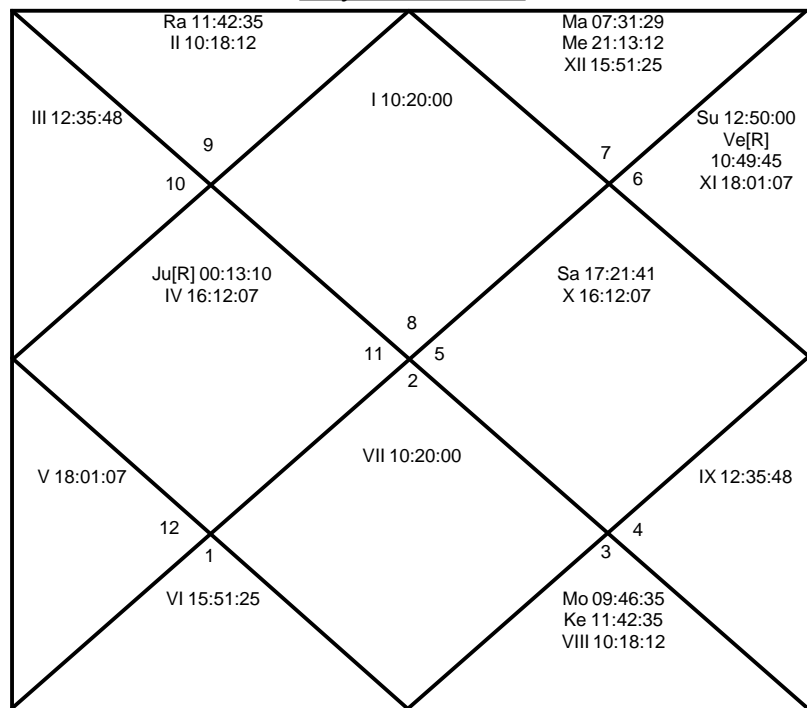 Ra 11:42:35
II 10:18:12
Ma 07:31:29
Me 21:13:12
XII 15:51:25
I 10:20:00
III 12:35:48
Su 12:50:00
Ve[R]
10:49:45
XI 18:01:07
9
7
10
6
Ju[R] 00:13:10
IV 16:12:07
Sa 17:21:41
X 16:12:07
8
11
5
2
VII 10:20:00
V 18:01:07
IX 12:35:48
12
4
1
3
VI 15:51:25
Mo 09:46:35
Ke 11:42:35
VIII 10:18:12